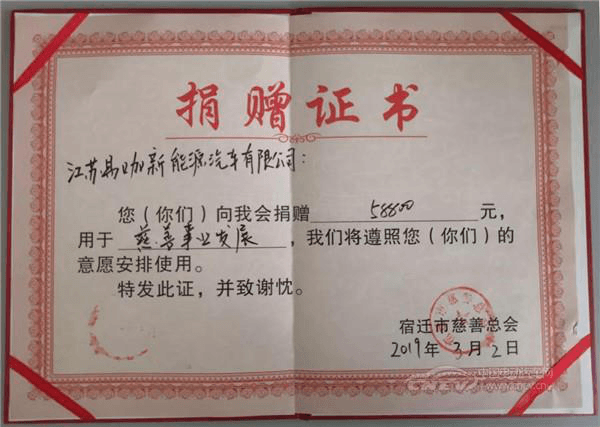 捐赠证书
江苏易咖新能源汽车有限公司：
您（你们）向我会捐赠 58800 元，
用于 慈善事业发展 ，我们将遵照您（你们）的
意愿安排使用。
特发此证，并致谢忱。
宿迁市慈善总会
2019年3月2日